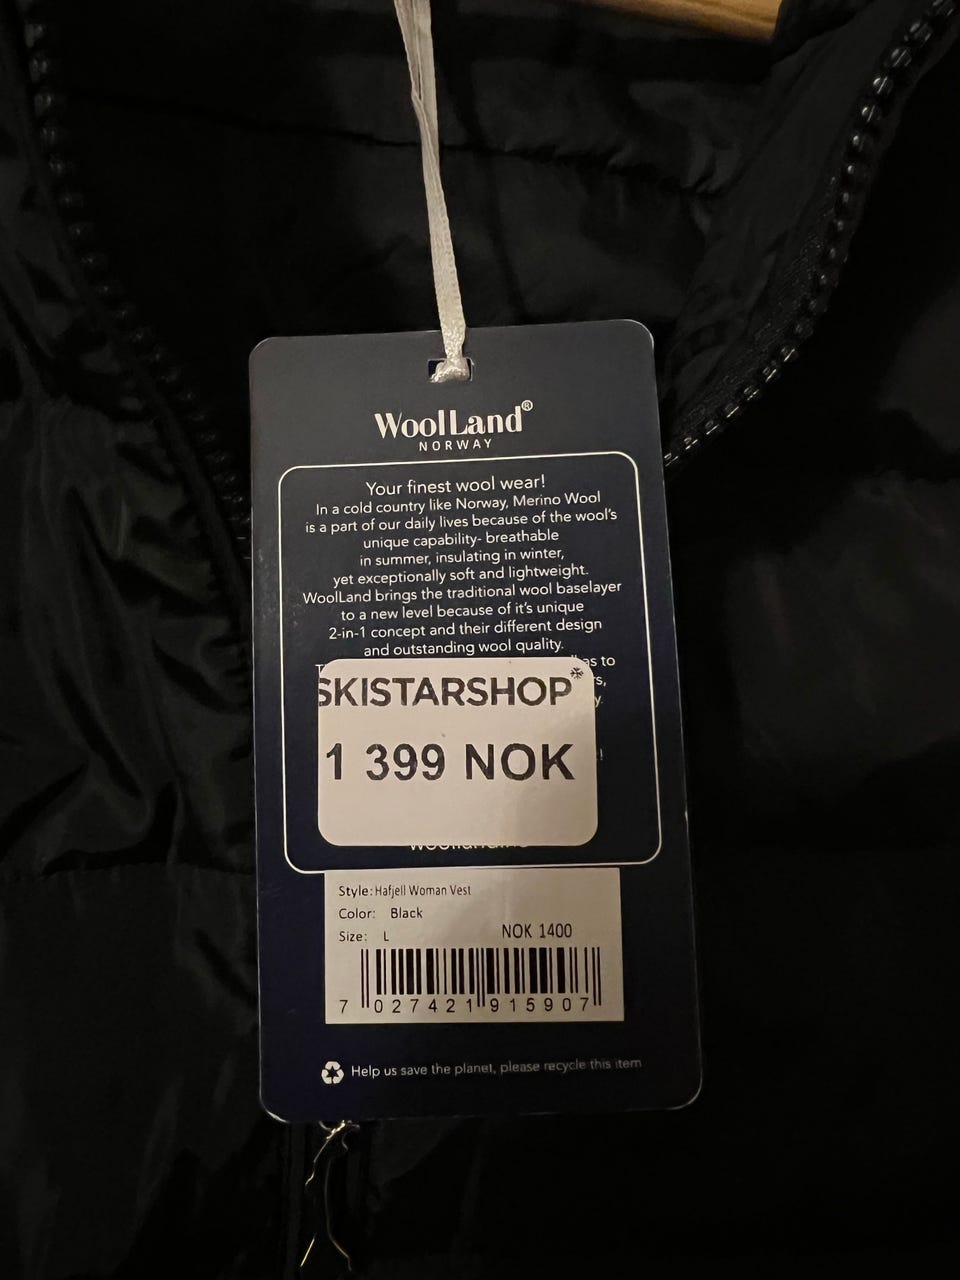 WoolLand®
NORWAY
Your finest wool wear!
In a cold country like Norway, Merino Wool
is a part of our daily lives because of the wool's
unique capability- breathable
in summer, insulating in winter,
yet exceptionally soft and lightweight.
WoolLand brings the traditional wool baselayer
to a new level because of it's unique
2-in-1 concept and their different design
and outstanding wool quality.
as to
SKISTARSHOP
1 399 NOK
Style: Hafjell Woman Vest
Color: Black
Size: L
NOK 1400
7 027421 915907
Help us save the planet, please recycle this item